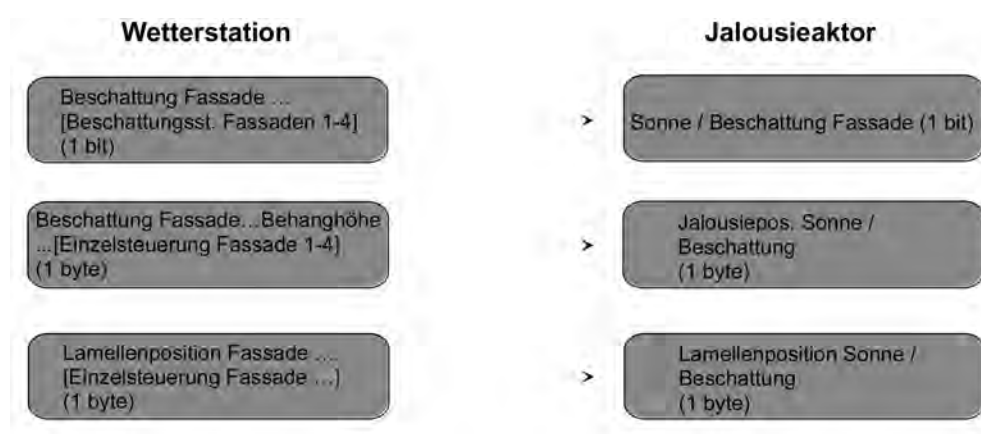 Wetterstation
Jalousieaktor
Beschattung Fassade ...
[Beschattungsst. Fassaden 1-4]
(1 bit)
Sonne / Beschattung Fassade (1 bit)
Beschattung Fassade...Behanghöhe
...[Einzelsteuerung Fassade 1-4]
(1 byte)
Jalousiepos. Sonne /
Beschattung
(1 byte)
Lamellenposition Fassade ....
[Einzelsteuerung Fassade ...]
(1 byte)
Lamellenposition Sonne /
Beschattung
(1 byte)